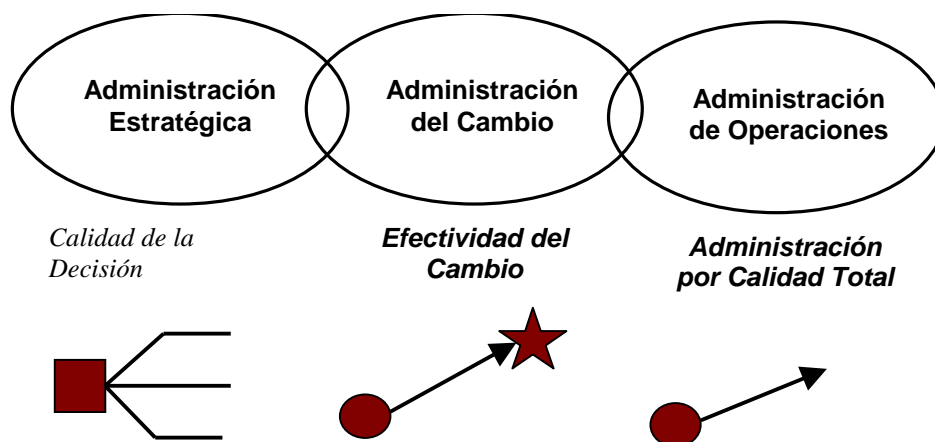 Administración
Estratégica
Administración
del Cambio
Administración
de Operaciones
Calidad de la
Decisión
Efectividad del
Cambio
Administración
por Calidad Total